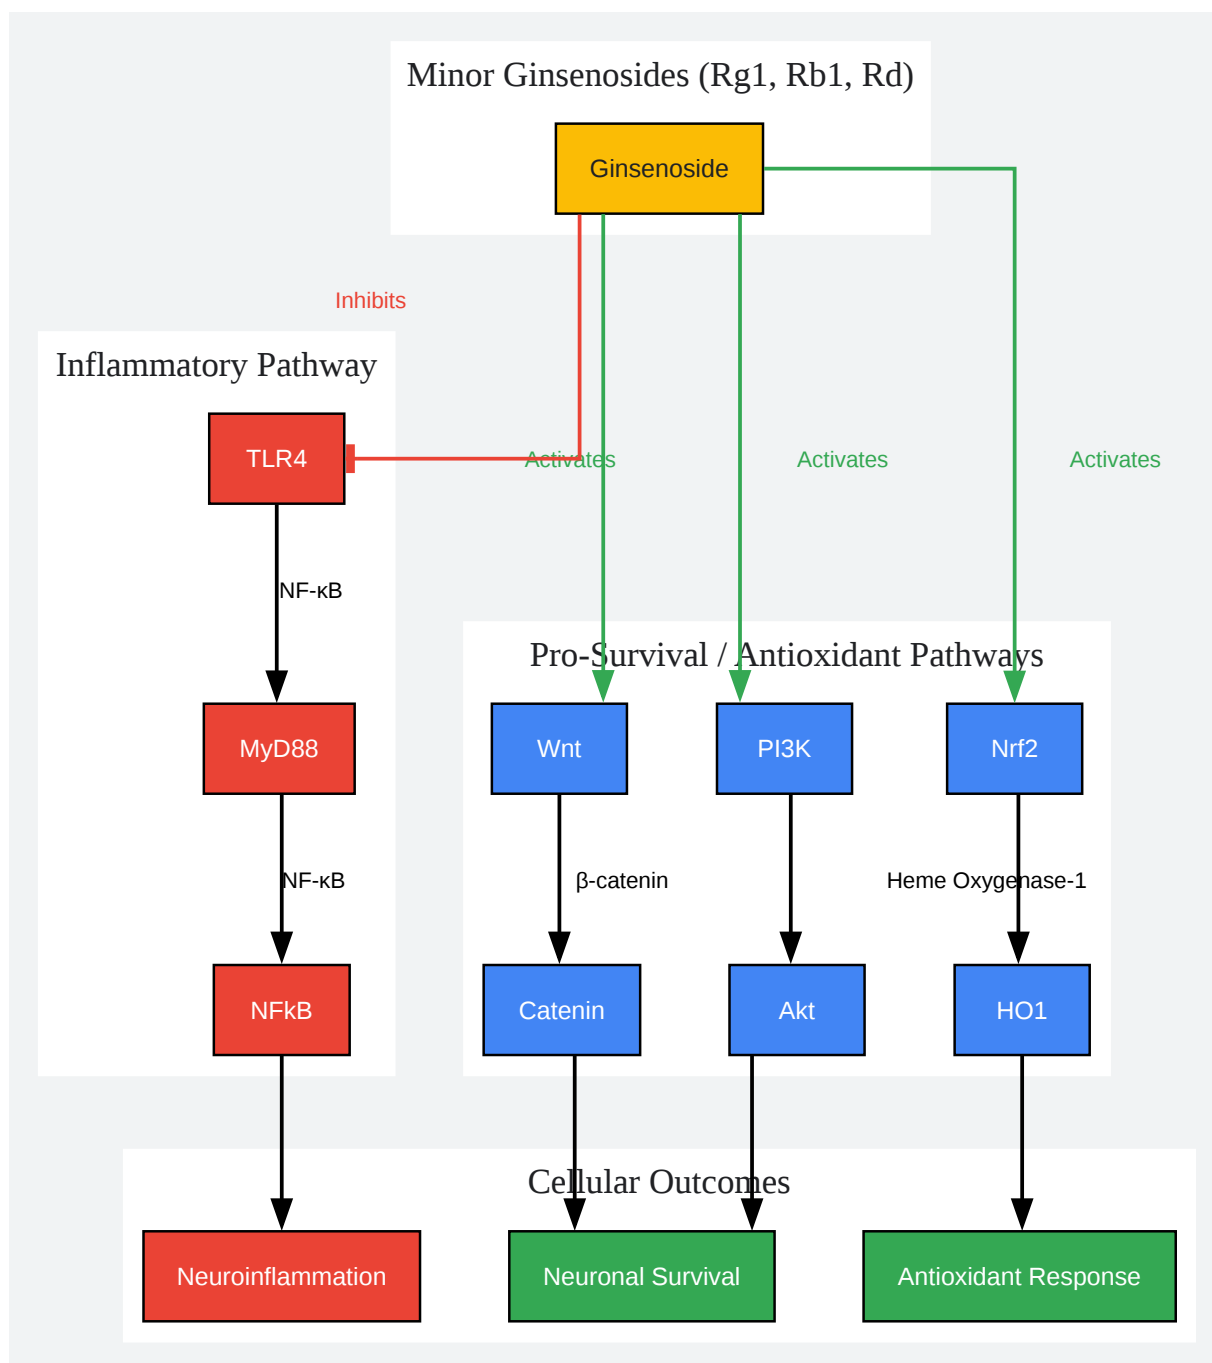 Minor Ginsenosides (Rg1, Rb1, Rd)
Ginsenoside
Inhibits
Inflammatory Pathway
TLR4
Activates
Activates
Activates
NF-κB
Pro-Survival / Antioxidant Pathways
MyD88
Wnt
PI3K
Nrf2
NF-κB
β-catenin
Heme Oxygenase-1
NFkB
Catenin
Akt
HO1
Cellular Outcomes
Neuroinflammation
Neuronal Survival
Antioxidant Response